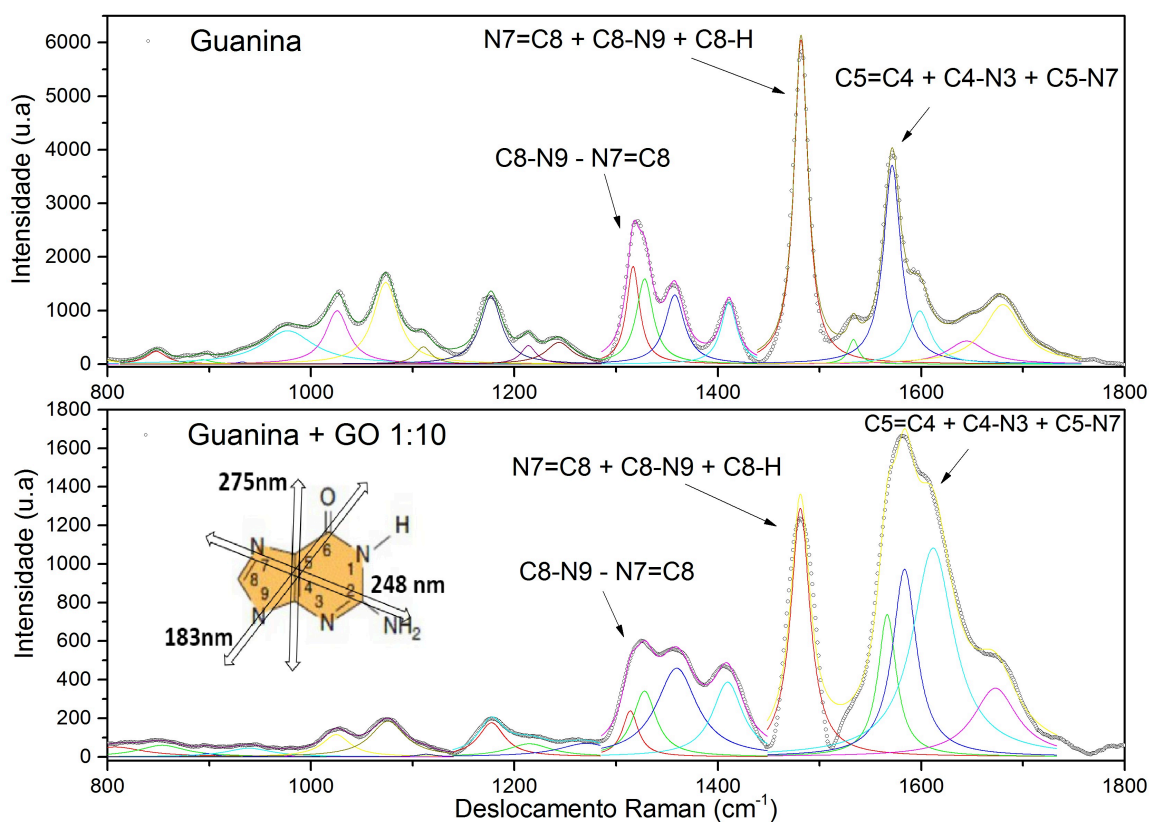 Guanina
N7=C8 + C8-N9 + C8-H
C5=C4 + C4-N3 + C5-N7
C8-N9 - N7=C8
Intensidade (u.a)
6000
5000
4000
3000
2000
1000
0
800
1000
1200
1400
1600
1800
Guanina + GO 1:10
C5=C4 + C4-N3 + C5-N7
N7=C8 + C8-N9 + C8-H
C8-N9 - N7=C8
275nm
248 nm
183nm
O
H
N
N
N
N
NH2
6
5
1
7
8
4
2
9
3
Intensidade (u.a)
1800
1600
1400
1200
1000
800
600
400
200
0
800
1000
1200
1400
1600
1800
Deslocamento Raman (cm-1)